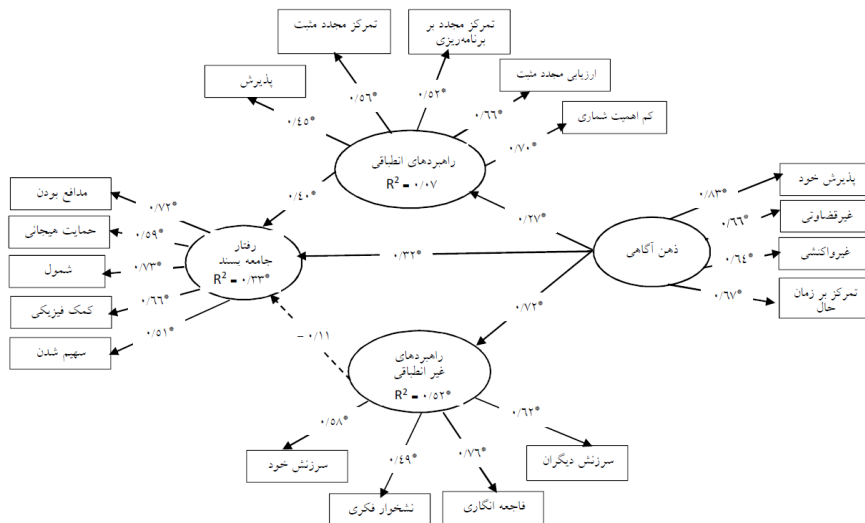 تمرکز مجدد مثبت
تمرکز مجدد بر
برنامه‌ریزی
پذیرش
ارزیابی مجدد مثبت
کم اهمیت شماری
۰/۴۵*
۰/۵۶*
۰/۵۲*
۰/۶۶*
۰/۷۰*
راهبردهای انطباقی
R² = ۰/۰۷
پذیرش خود
غیرقضاوتی
غیرواکنشی
تمرکز بر زمان
حال
۰/۸۳*
۰/۶۶*
۰/۶۴*
۰/۶۷*
ذهن آگاهی
۰/۲۷*
۰/۴۰*
۰/۳۲*
۰/۷۲*
- ۰/۱۱
رفتار
جامعه پسند
R² = ۰/۳۳*
مدافع بودن
حمایت هیجانی
شمول
کمک فیزیکی
سهیم شدن
۰/۷۲*
۰/۵۹*
۰/۷۳*
۰/۶۶*
۰/۵۱*
راهبردهای
غیر انطباقی
R² = ۰/۵۲*
۰/۶۲*
۰/۷۶*
۰/۴۹*
۰/۵۸*
سرزنش دیگران
فاجعه انگاری
نشخوار فکری
سرزنش خود